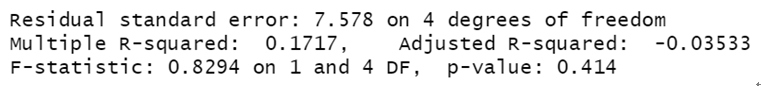 Residual standard error: 7.578 on 4 degrees of freedom
Multiple R-squared:  0.1717,    Adjusted R-squared:  -0.03533
F-statistic: 0.8294 on 1 and 4 DF,  p-value: 0.414